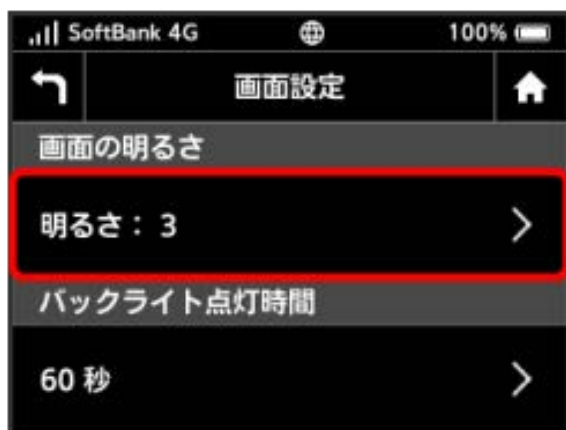 SoftBank 4G 100%
画面設定
画面の明るさ
明るさ： 3
バックライト点灯時間
60 秒